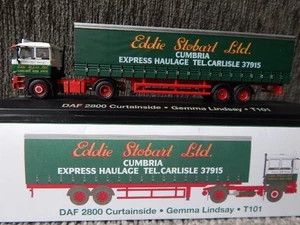 Eddie Stobart Ltd.
CUMBRIA
EXPRESS HAULAGE TEL.CARLISLE 37915
DAF 2800 Curtainside • Gemma Lindsay • T101
Eddie Stobart Ltd.
CUMBRIA
EXPRESS HAULAGE TEL.CARLISLE 37915
DAF 2800 Curtainside • Gemma Lindsay • T101